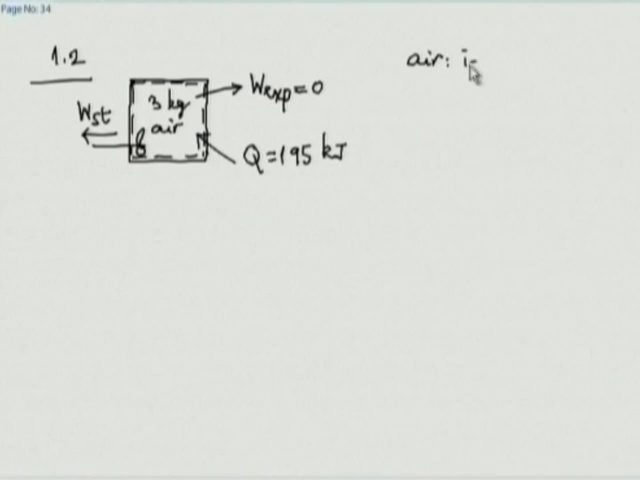 Page No: 34
1.2
air: i-
3 kg
air
Wexp = 0
Wst
Q = 195 kJ